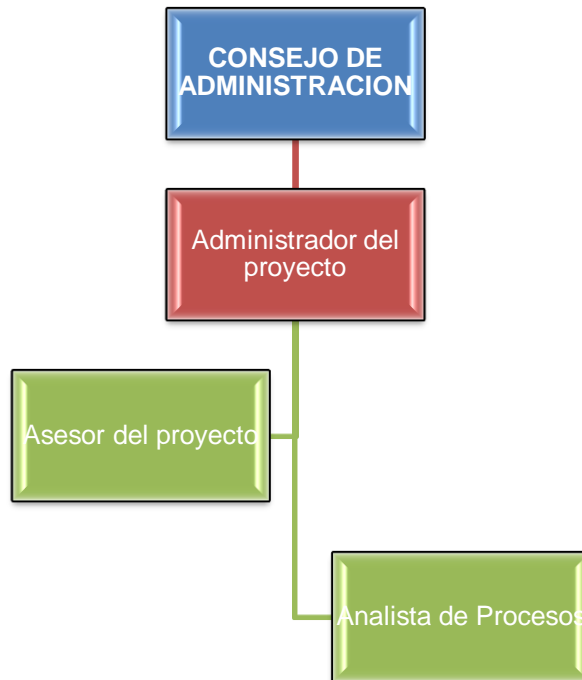 CONSEJO DE
ADMINISTRACION
Administrador del
proyecto
Asesor del proyecto
Analista de Procesos